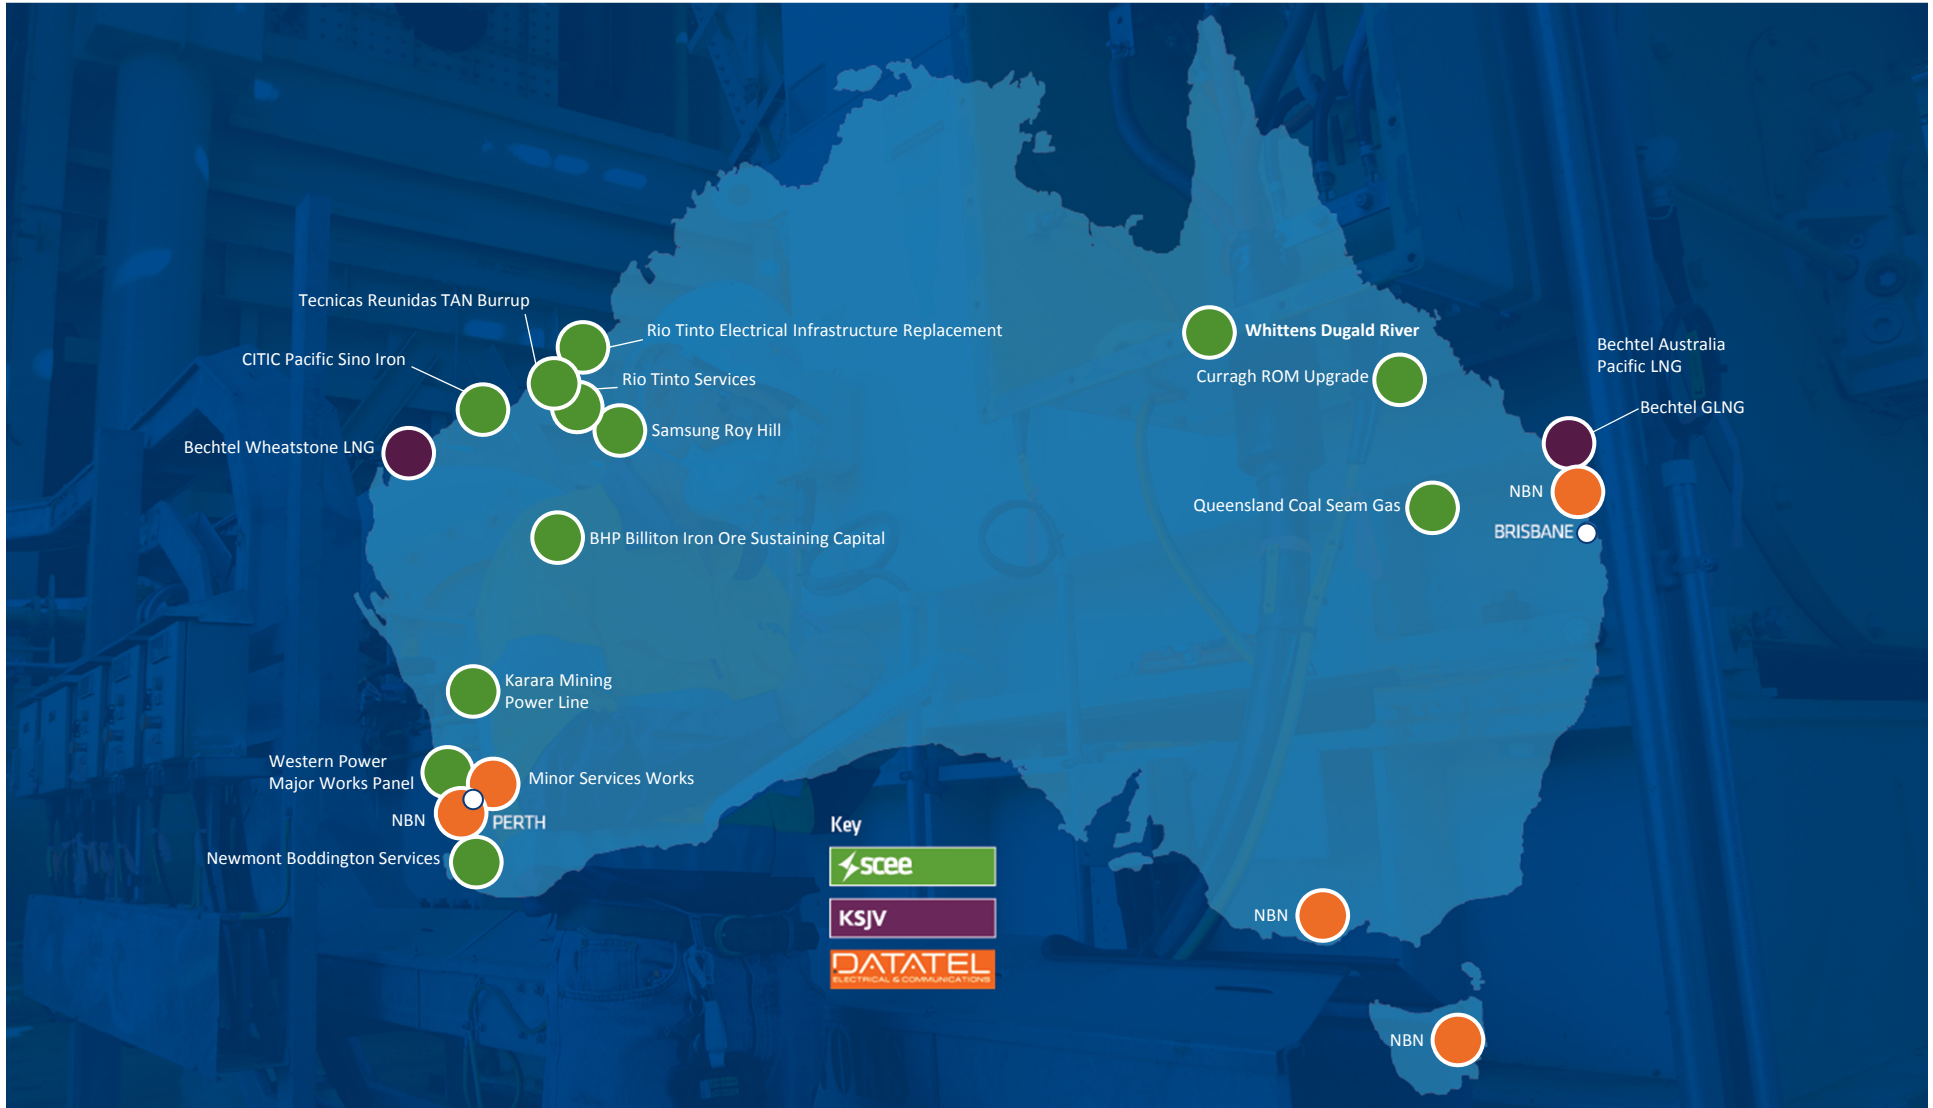 Tecnicas Reunidas TAN Burrup
Rio Tinto Electrical Infrastructure Replacement
CITIC Pacific Sino Iron
Rio Tinto Services
Samsung Roy Hill
Bechtel Wheatstone LNG
BHP Billiton Iron Ore Sustaining Capital
Whittens Dugald River
Curragh ROM Upgrade
Bechtel Australia
Pacific LNG
Bechtel GLNG
NBN
Queensland Coal Seam Gas
BRISBANE
Karara Mining
Power Line
Western Power
Major Works Panel
Minor Services Works
NBN
PERTH
Newmont Boddington Services
Key
scee
KSJV
DATATEL
ELECTRICAL & COMMUNICATIONS
NBN
NBN